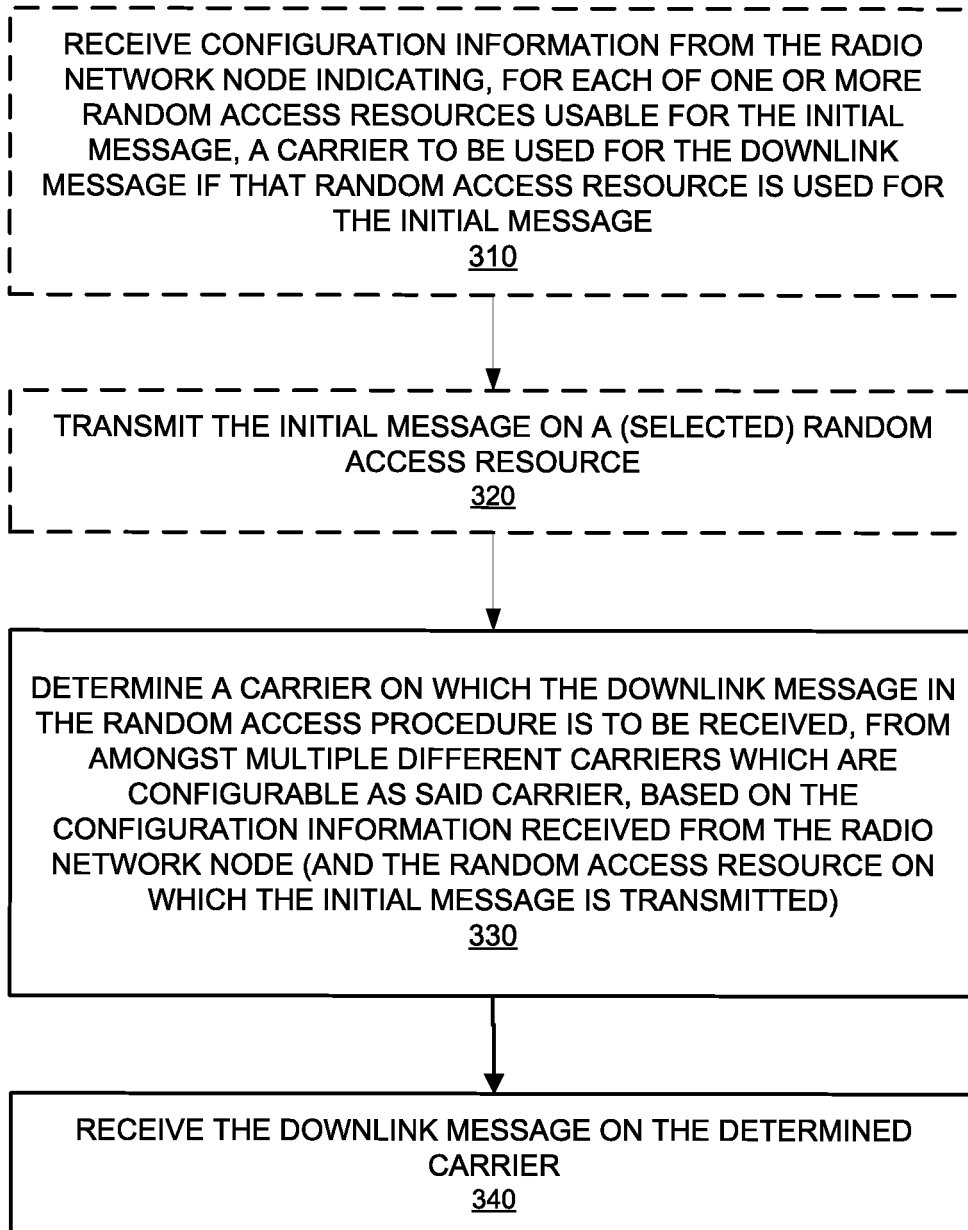 RECEIVE CONFIGURATION INFORMATION FROM THE RADIO
NETWORK NODE INDICATING, FOR EACH OF ONE OR MORE
RANDOM ACCESS RESOURCES USABLE FOR THE INITIAL
MESSAGE, A CARRIER TO BE USED FOR THE DOWNLINK
MESSAGE IF THAT RANDOM ACCESS RESOURCE IS USED FOR
THE INITIAL MESSAGE
310
TRANSMIT THE INITIAL MESSAGE ON A (SELECTED) RANDOM
ACCESS RESOURCE
320
DETERMINE A CARRIER ON WHICH THE DOWNLINK MESSAGE IN
THE RANDOM ACCESS PROCEDURE IS TO BE RECEIVED, FROM
AMONGST MULTIPLE DIFFERENT CARRIERS WHICH ARE
CONFIGURABLE AS SAID CARRIER, BASED ON THE
CONFIGURATION INFORMATION RECEIVED FROM THE RADIO
NETWORK NODE (AND THE RANDOM ACCESS RESOURCE ON
WHICH THE INITIAL MESSAGE IS TRANSMITTED)
330
RECEIVE THE DOWNLINK MESSAGE ON THE DETERMINED
CARRIER
340